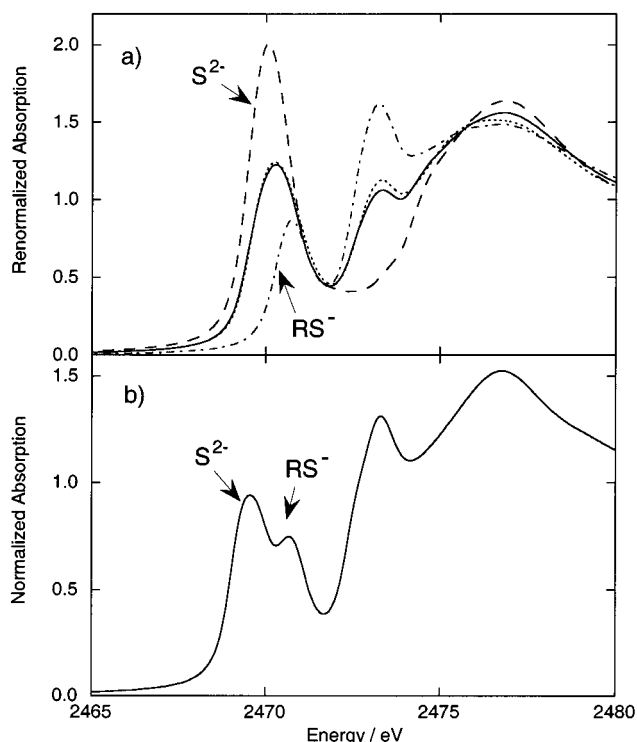 2.0
a)
S2-
1.5
Renormalized Absorption
1.0
0.5
RS-
0.0
1.5
b)
S2-
RS-
Normalized Absorption
1.0
0.5
0.0
2465 2470 2475 2480
Energy / eV